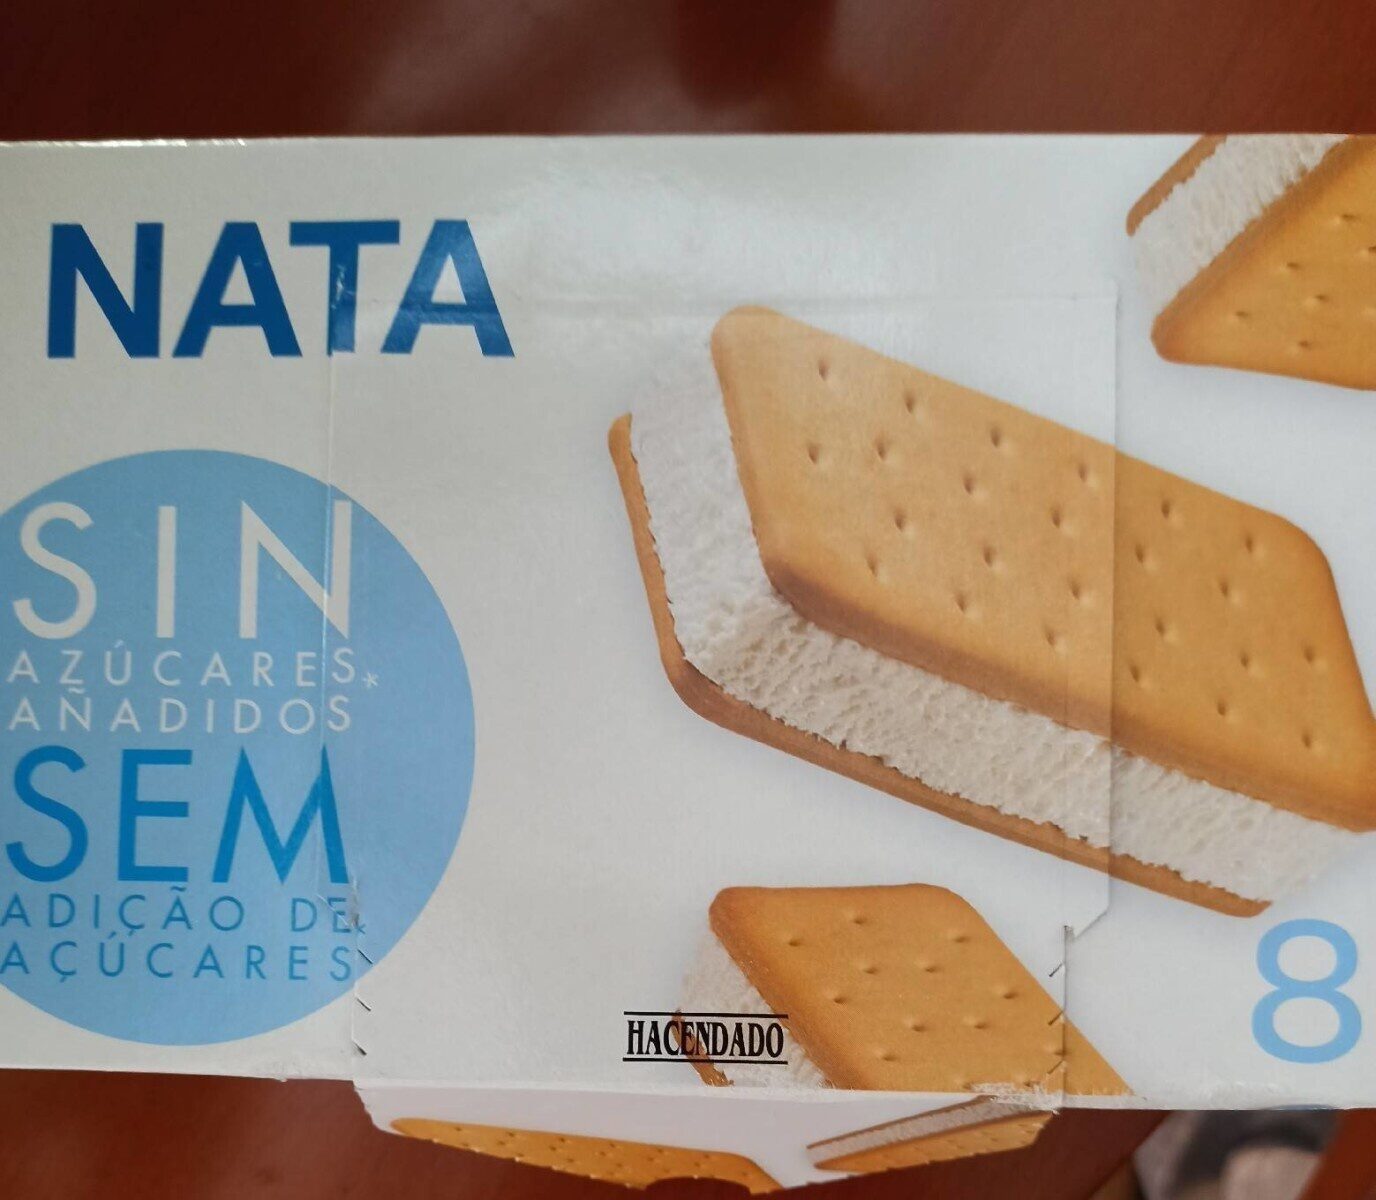 NATA
SIN
AZÚCARES*
AÑADIDOS
SEM
ADIÇÃO DE
AÇÚCARES
HACENDADO
8